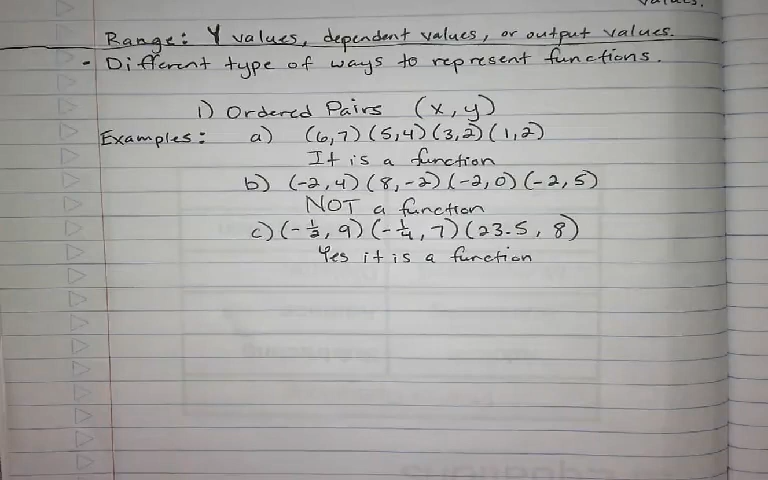 values.
Range: Y values, dependent values, or output values.
- Different type of ways to represent functions.
1) Ordered Pairs (x,y)
Examples: a) (6,7) (5,4) (3,2) (1,2)
It is a function
b) (-2,4) (8,-2) (-2,0) (-2,5)
NOT a function
c) (-1/2, 9) (-1/4, 7) (23.5, 8)
Yes it is a function